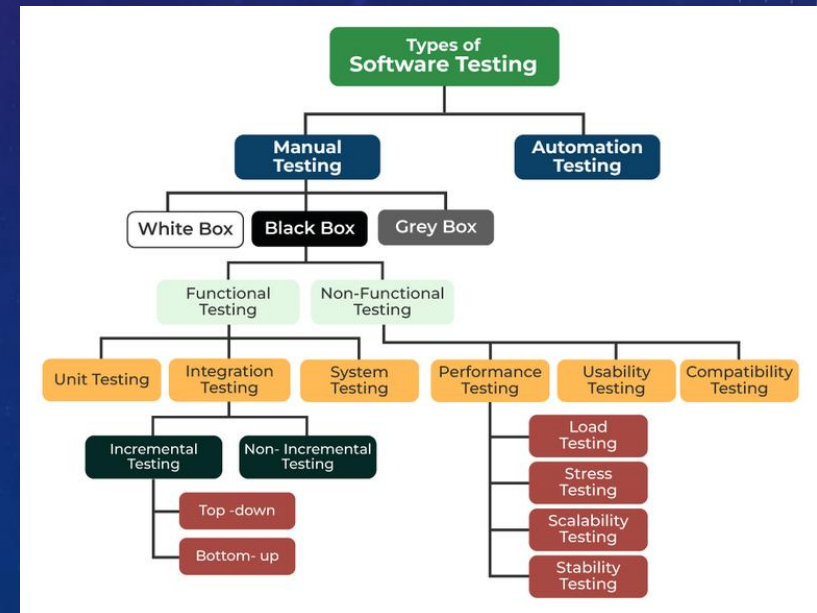 Types of
Software Testing
Manual
Testing
Automation
Testing
White Box
Black Box
Grey Box
Functional
Testing
Non-Functional
Testing
Unit Testing
Integration
Testing
System
Testing
Performance
Testing
Usability
Testing
Compatibility
Testing
Incremental
Testing
Non- Incremental
Testing
Load
Testing
Stress
Testing
Top -down
Scalability
Testing
Bottom- up
Stability
Testing